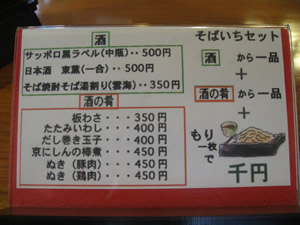 酒
サッポロ黒ラベル(中瓶)‥500円
日本酒 東薫(一合)‥500円
そば焼酎そば湯割り(雲海)‥350円
酒の肴
板わさ‥‥350円
たたみいわし‥‥400円
だし巻き玉子‥‥400円
京にしんの棒煮‥‥450円
ぬき(豚肉)‥‥450円
ぬき(鶏肉)‥‥450円
そばいちセット
酒 から一品
+
酒の肴 から一品
+
もり
一枚
で
千円